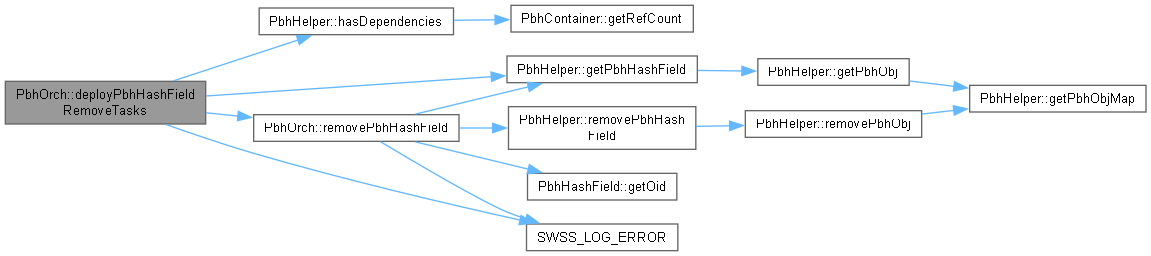 PbhHelper::hasDependencies
PbhContainer::getRefCount
PbhOrch::deployPbhHashField
RemoveTasks
PbhHelper::getPbhHashField
PbhHelper::getPbhObj
PbhHelper::getPbhObjMap
PbhOrch::removePbhHashField
PbhHelper::removePbhHash
Field
PbhHelper::removePbhObj
PbhHashField::getOid
SWSS_LOG_ERROR